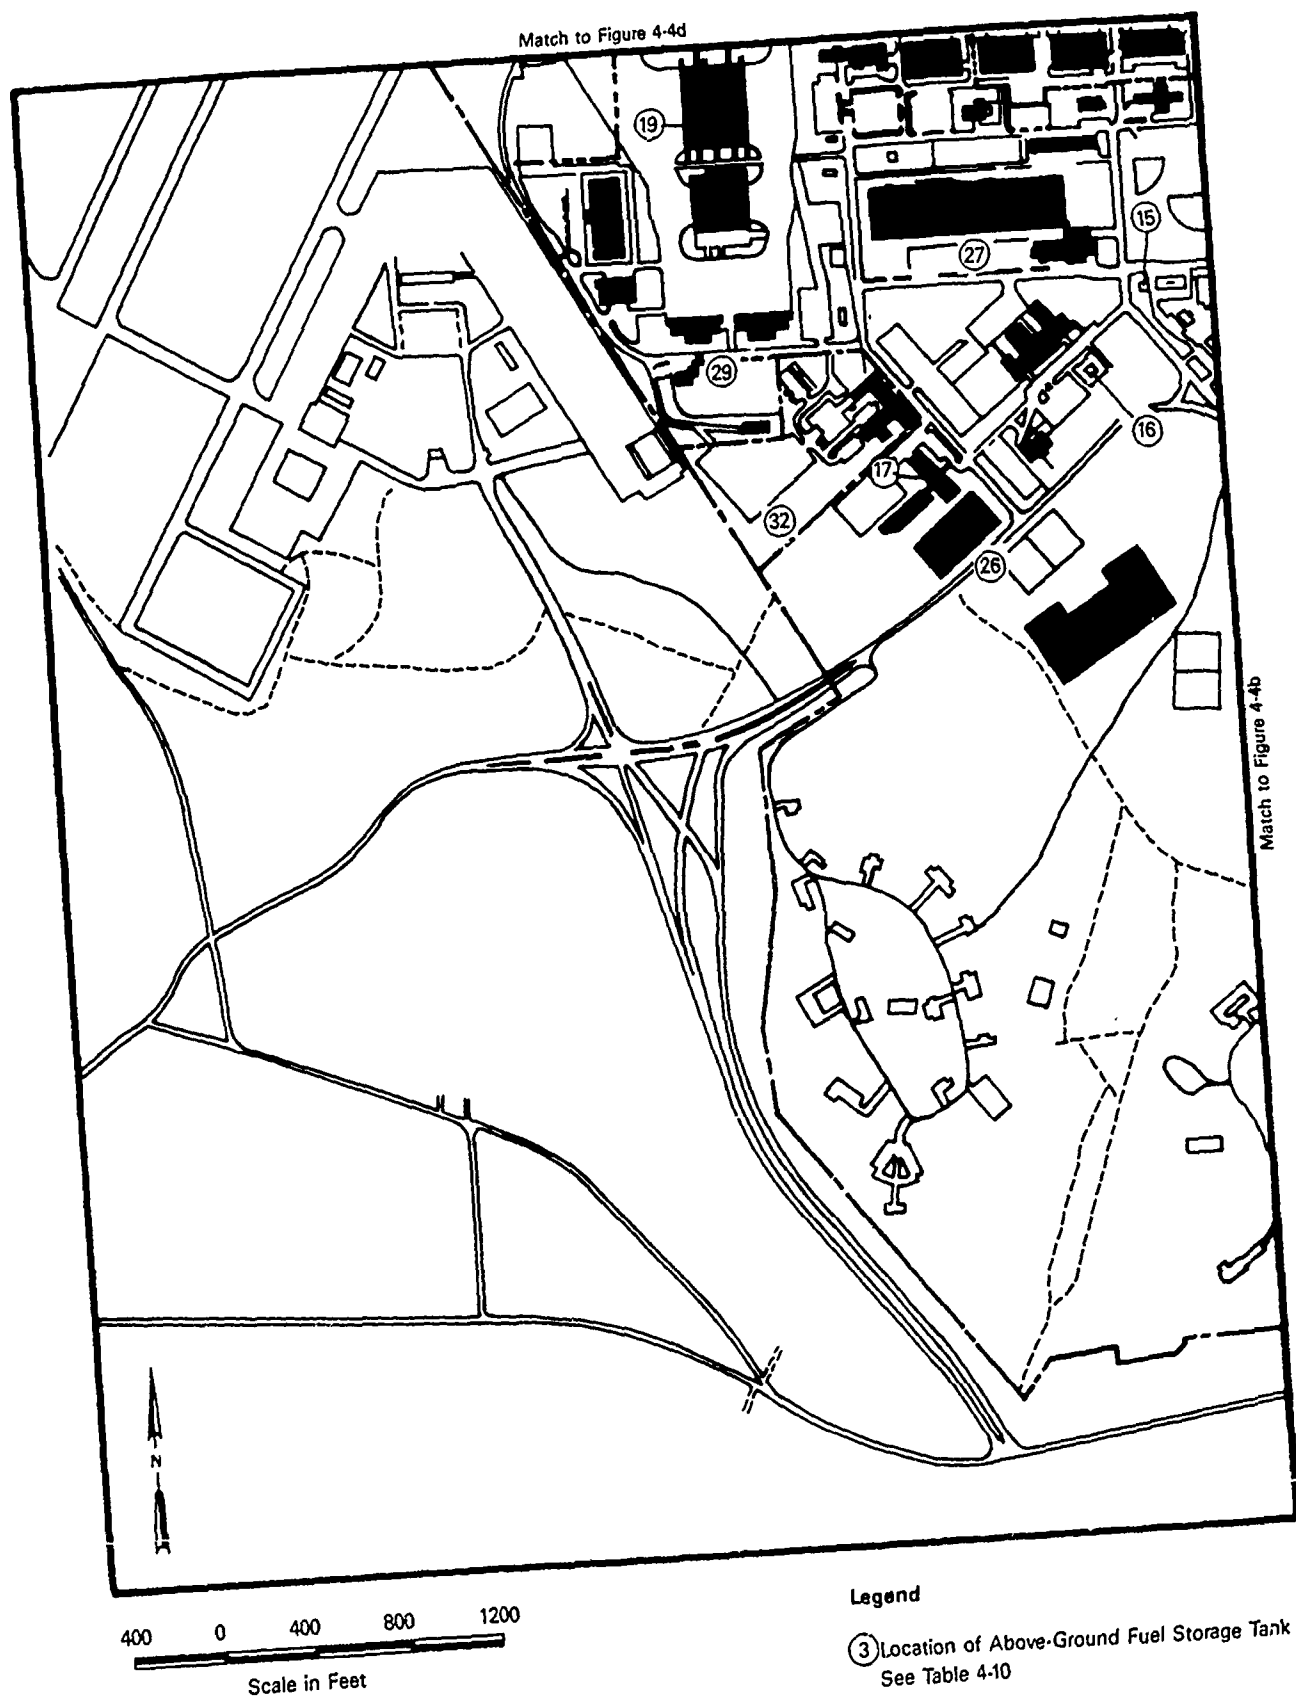 Match to Figure 4-4d
19
15
27
29
16
17
32
26
Match to Figure 4-4b
N
400 0 400 800 1200
Scale in Feet
Legend
3 Location of Above-Ground Fuel Storage Tank
See Table 4-10